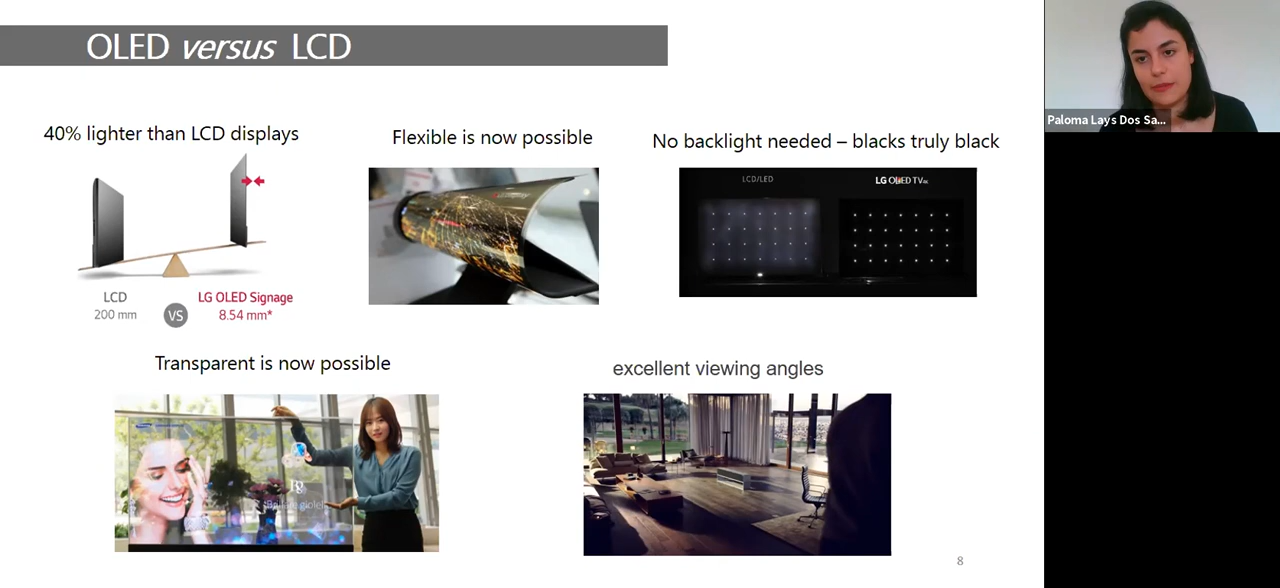 OLED versus LCD
40% lighter than LCD displays
Flexible is now possible
No backlight needed – blacks truly black
LCD/LED
LG OLED TV
LCD
200 mm
VS
LG OLED Signage
8.54 mm*
Transparent is now possible
excellent viewing angles
8
Paloma Lays Dos Sa...